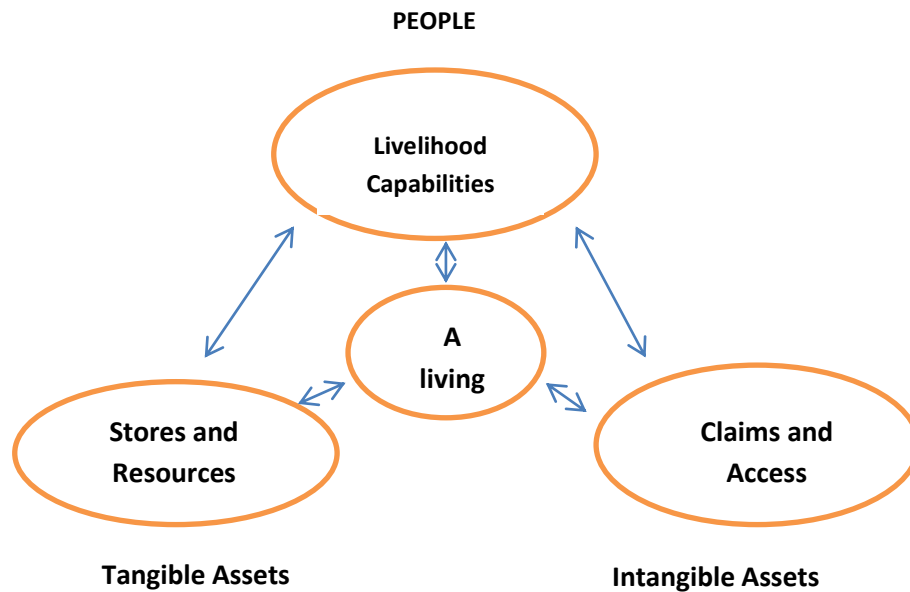 PEOPLE
Livelihood
Capabilities
A
living
Stores and
Resources
Claims and
Access
Tangible Assets
Intangible Assets